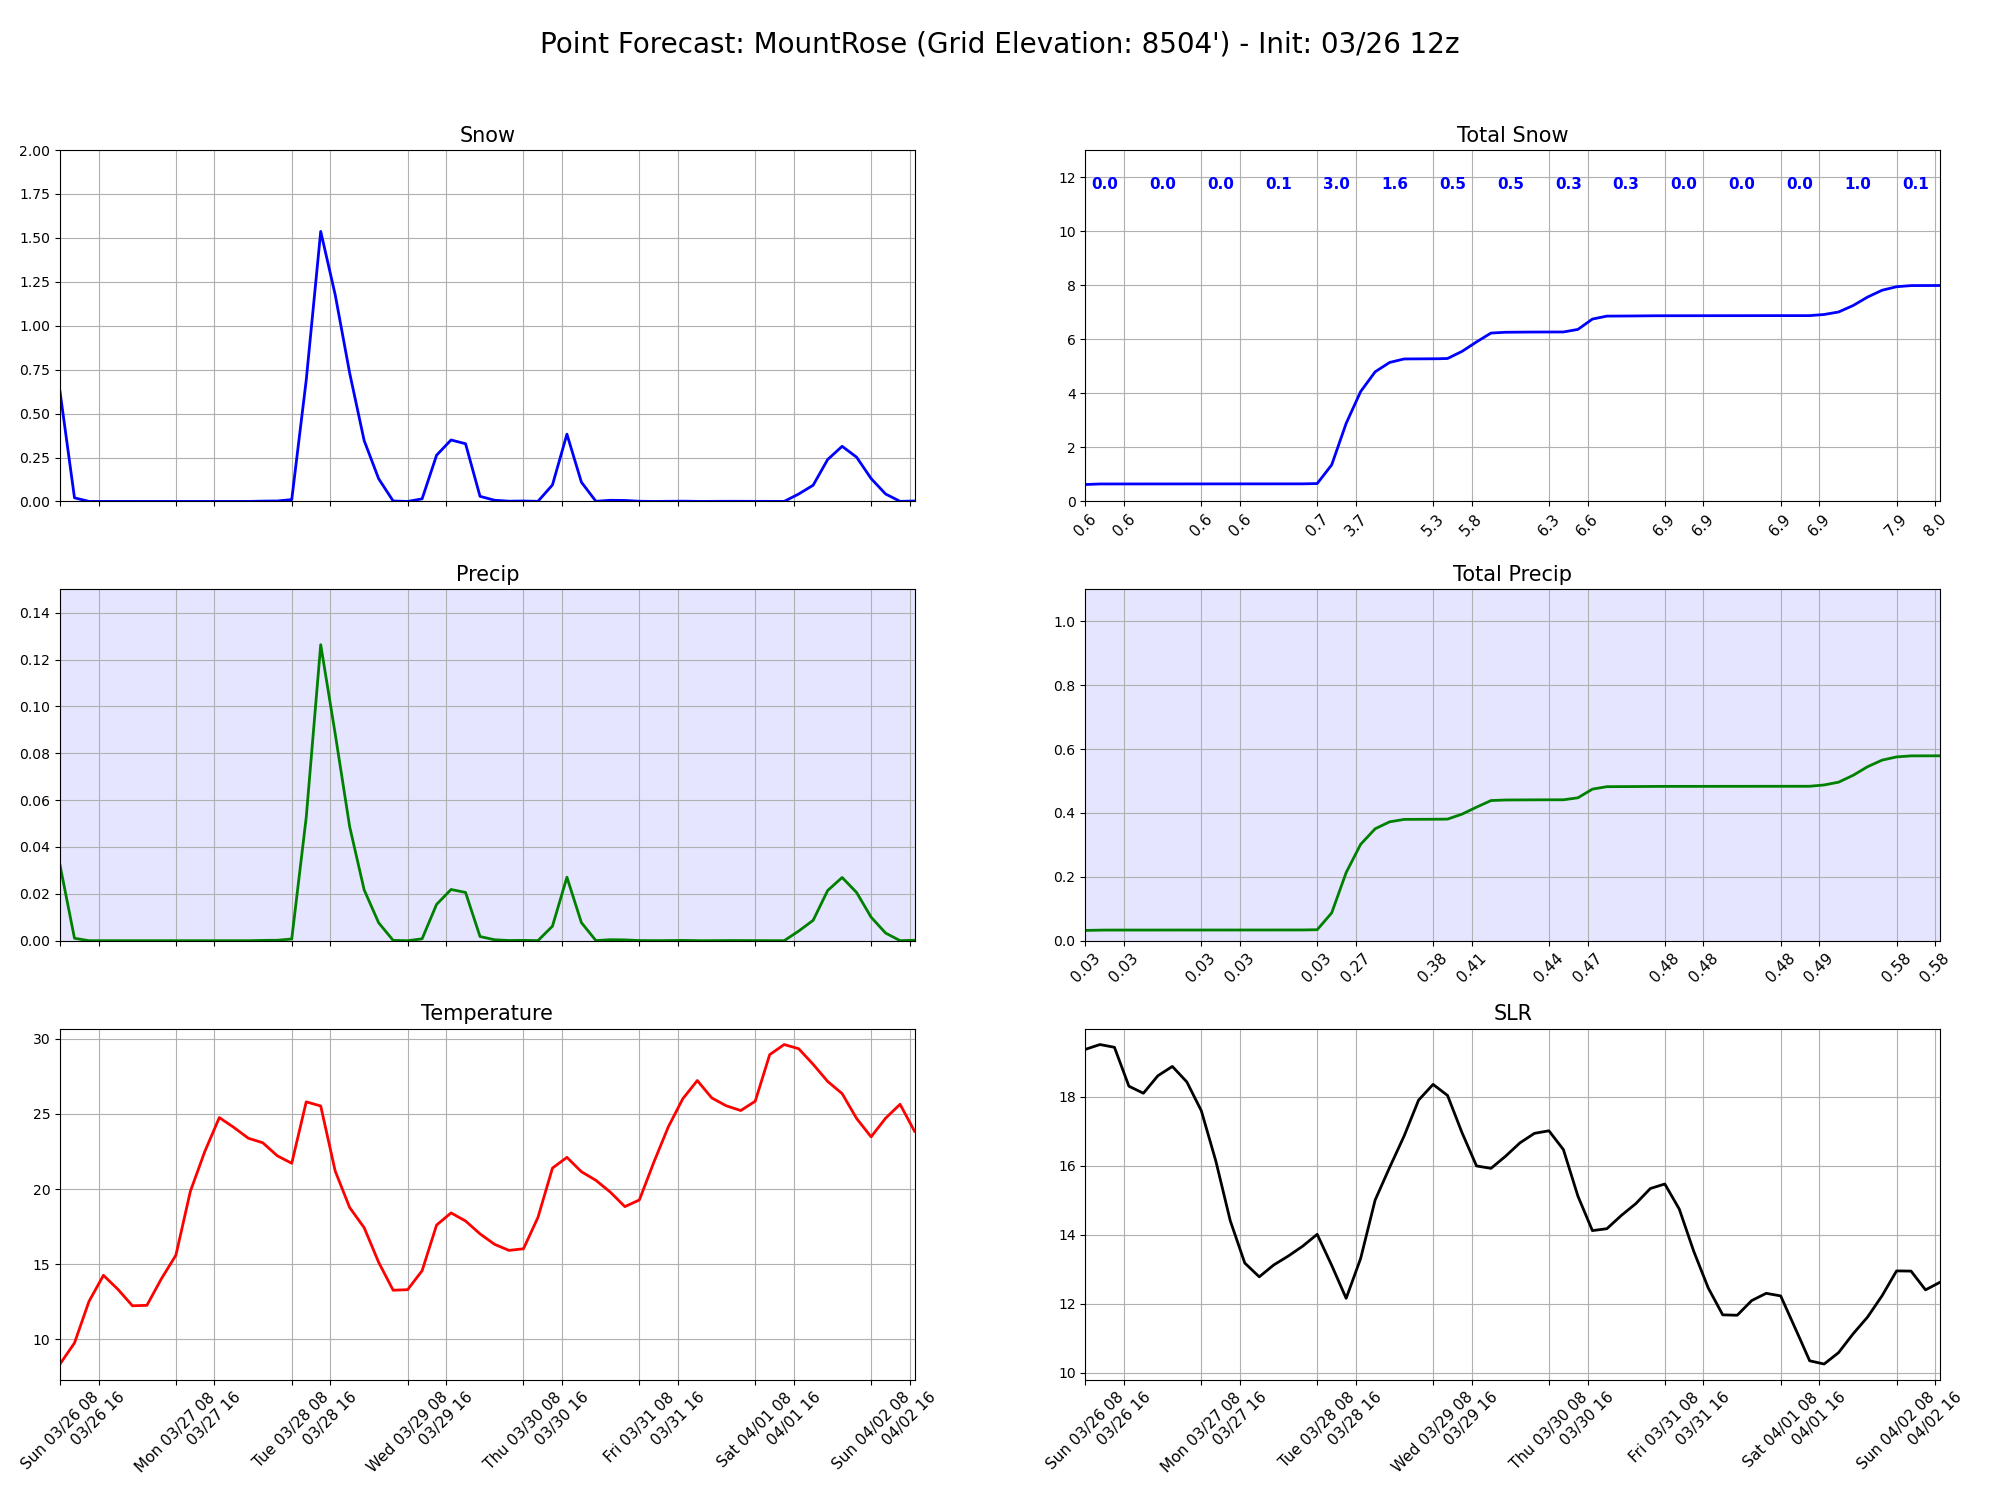 Point Forecast: MountRose (Grid Elevation: 8504') - Init: 03/26 12z
Snow
2.00
1.75
1.50
1.25
1.00
0.75
0.50
0.25
0.00
Total Snow
12
10
8
6
4
2
0
0.0 0.0 0.0 0.1 3.0 1.6 0.5 0.5 0.3 0.3 0.0 0.0 0.0 1.0 0.1
0.6 0.6 0.6 0.6 0.7 3.7 5.3 5.8 6.3 6.6 6.9 6.9 6.9 6.9 7.9 8.0
Precip
0.14
0.12
0.10
0.08
0.06
0.04
0.02
0.00
Total Precip
1.0
0.8
0.6
0.4
0.2
0.0
0.03 0.03 0.03 0.03 0.03 0.27 0.38 0.41 0.44 0.47 0.48 0.48 0.48 0.49 0.58 0.58
Temperature
30
25
20
15
10
Sun 03/26 08
03/26 16
Mon 03/27 08
03/27 16
Tue 03/28 08
03/28 16
Wed 03/29 08
03/29 16
Thu 03/30 08
03/30 16
Fri 03/31 08
03/31 16
Sat 04/01 08
04/01 16
Sun 04/02 08
04/02 16
SLR
18
16
14
12
10
Sun 03/26 08
03/26 16
Mon 03/27 08
03/27 16
Tue 03/28 08
03/28 16
Wed 03/29 08
03/29 16
Thu 03/30 08
03/30 16
Fri 03/31 08
03/31 16
Sat 04/01 08
04/01 16
Sun 04/02 08
04/02 16